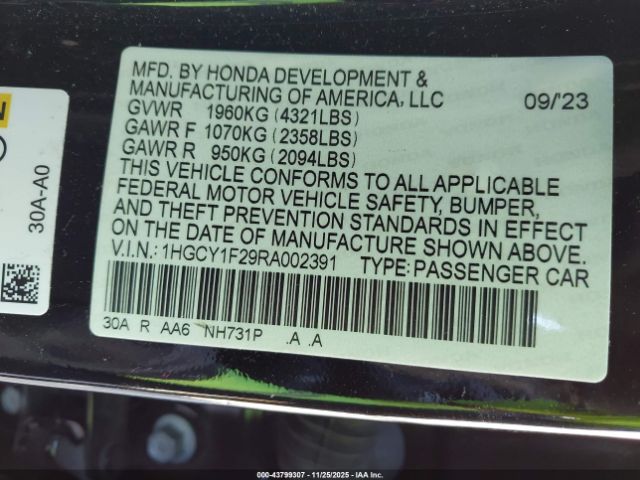 MFD. BY HONDA DEVELOPMENT &
MANUFACTURING OF AMERICA, LLC 09/'23
GVWR 1960KG (4321LBS)
GAWR F 1070KG (2358LBS)
GAWR R 950KG (2094LBS)
THIS VEHICLE CONFORMS TO ALL APPLICABLE
FEDERAL MOTOR VEHICLE SAFETY, BUMPER,
AND THEFT PREVENTION STANDARDS IN EFFECT
ON THE DATE OF MANUFACTURE SHOWN ABOVE.
V.I.N.: 1HGCY1F29RA002391 TYPE: PASSENGER CAR
30A R AA6 NH731P .A .A
30A-A0
000-43799307 - 11/25/2025 - IAA Inc.